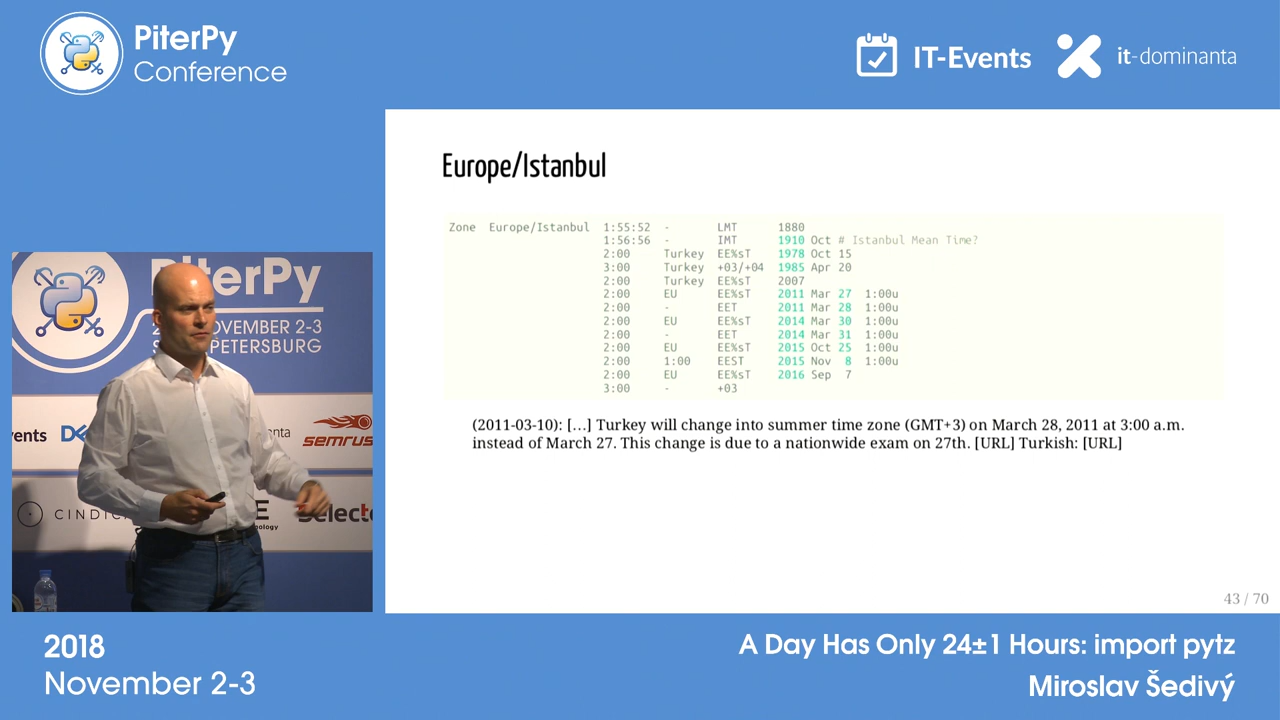 PiterPy
Conference
IT-Events
it-dominanta
Europe/Istanbul
Zone Europe/Istanbul 1:55:52 - LMT 1880
1:56:56 - IMT 1910 Oct # Istanbul Mean Time?
2:00 Turkey EE%sT 1978 Oct 15
3:00 Turkey +03/+04 1985 Apr 20
2:00 Turkey EE%sT 2007
2:00 EU EE%sT 2011 Mar 27 1:00u
2:00 - EET 2011 Mar 28 1:00u
2:00 EU EE%sT 2014 Mar 30 1:00u
2:00 - EET 2014 Mar 31 1:00u
2:00 EU EE%sT 2015 Oct 25 1:00u
2:00 1:00 EEST 2015 Nov 8 1:00u
2:00 EU EE%sT 2016 Sep 7
3:00 - +03
(2011-03-10): […] Turkey will change into summer time zone (GMT+3) on March 28, 2011 at 3:00 a.m.
instead of March 27. This change is due to a nationwide exam on 27th. [URL] Turkish: [URL]
43 / 70
PiterPy
OVEMBER 2-3
PETERSBURG
ents
semrus
CINDIC
Selecte
2018
November 2-3
A Day Has Only 24±1 Hours: import pytz
Miroslav Šedivý